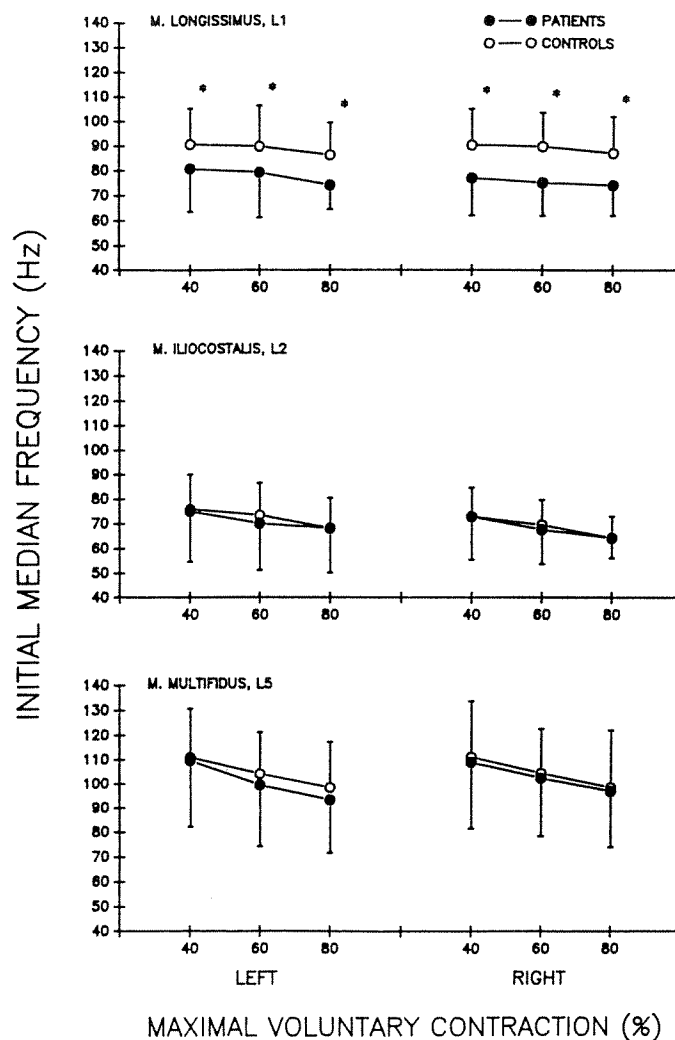 INITIAL MEDIAN FREQUENCY (Hz)
M. LONGISSIMUS, L1
PATIENTS
CONTROLS
140
130
120
110
100
90
80
70
60
50
40
* * * * * *
40 60 80 40 60 80
M. ILIOCOSTALIS, L2
140
130
120
110
100
90
80
70
60
50
40
40 60 80 40 60 80
M. MULTIFIDUS, L5
140
130
120
110
100
90
80
70
60
50
40
40 60 80 40 60 80
LEFT RIGHT
MAXIMAL VOLUNTARY CONTRACTION (%)